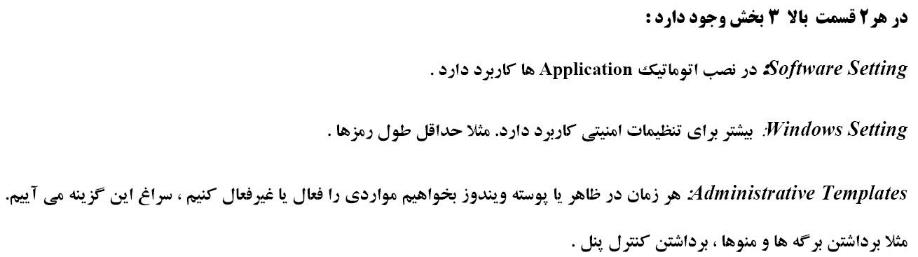 در هر۲ قسمت بالا ۳ بخش وجود دارد :
Software Setting: در نصب اتوماتیک Application ها کاربرد دارد .
Windows Setting: بیشتر برای تنظیمات امنیتی کاربرد دارد. مثلا حداقل طول رمزها .
Administrative Templates: هر زمان در ظاهر یا پوسته ویندوز بخواهیم مواردی را فعال یا غیرفعال کنیم ، سراغ این گزینه می آییم.
مثلا برداشتن برگه ها و منوها ، برداشتن کنترل پنل .